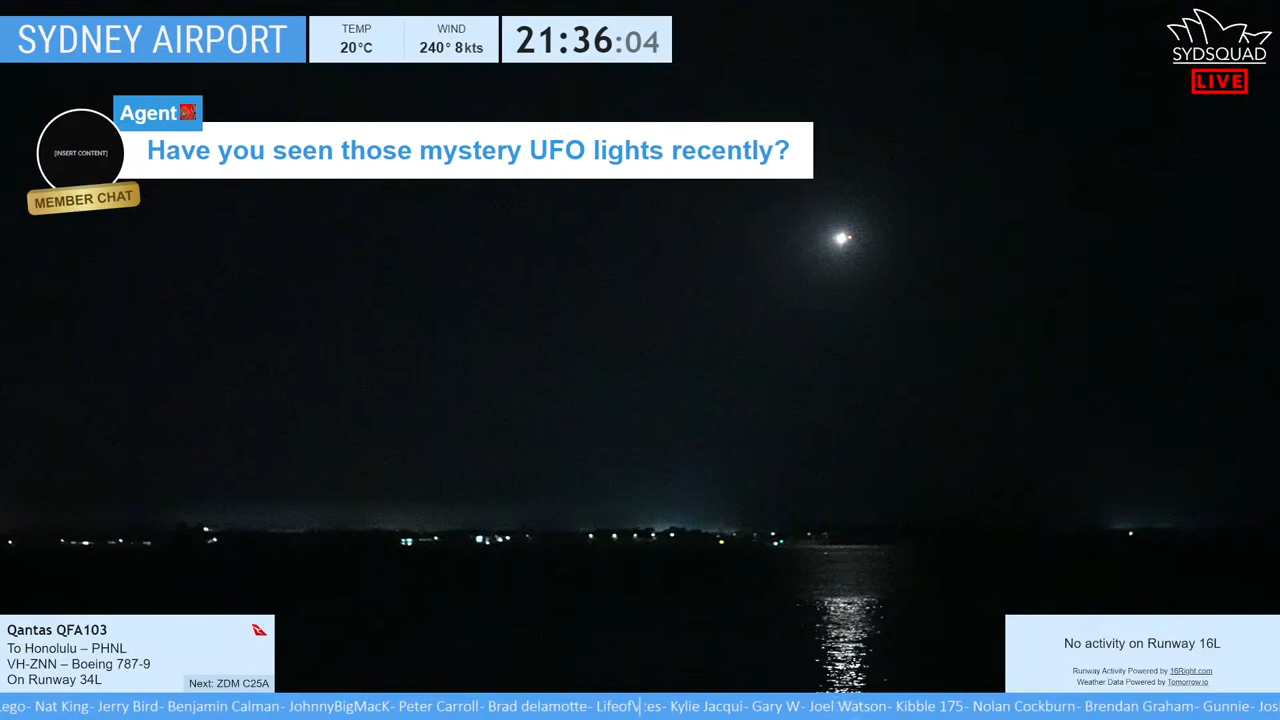 SYDNEY AIRPORT
TEMP
20°C
WIND
240° 8kts
21:36:04
SYDSQUAD
LIVE
Agent
[INSERT CONTENT]
Have you seen those mystery UFO lights recently?
MEMBER CHAT
Qantas QFA103
To Honolulu – PHNL
VH-ZNN – Boeing 787-9
On Runway 34L
Next: ZDM C25A
No activity on Runway 16L
Runway Activity Powered by 16Right.com
Weather Data Powered by Tomorrow.io
Nat King- Jerry Bird- Benjamin Calman- JohnnyBigMacK- Peter Carroll- Brad delamotte- Kylie Jacqui- Gary W- Joel Watson- Kibble 175- Nolan Cockburn- Brendan Graham- Gunnie-